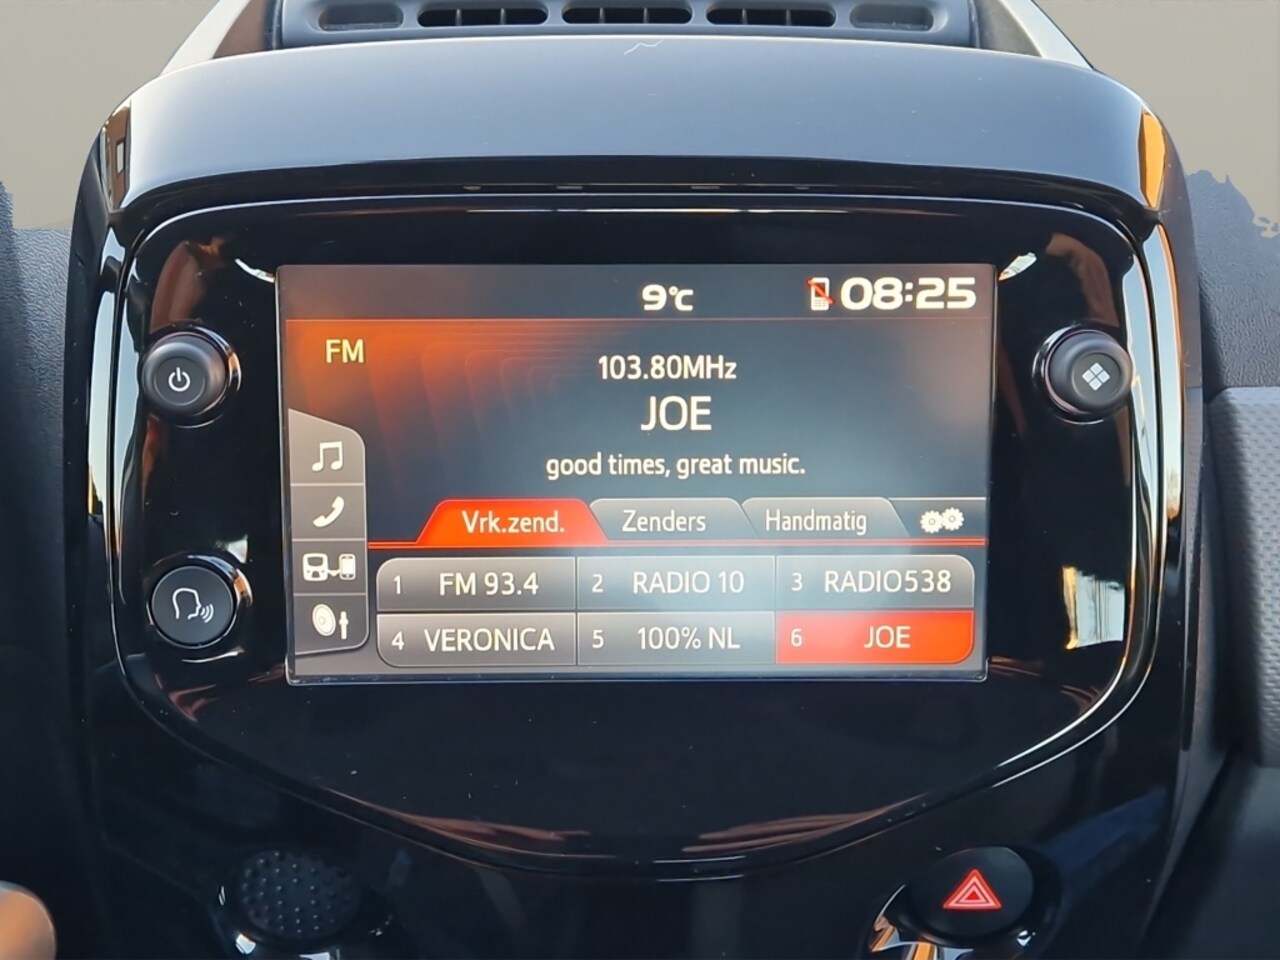 9°C 08:25
FM
103.80MHz
JOE
good times, great music.
Vrk.zend. Zenders Handmatig
1 FM 93.4 2 RADIO 10 3 RADIO538
4 VERONICA 5 100% NL 6 JOE